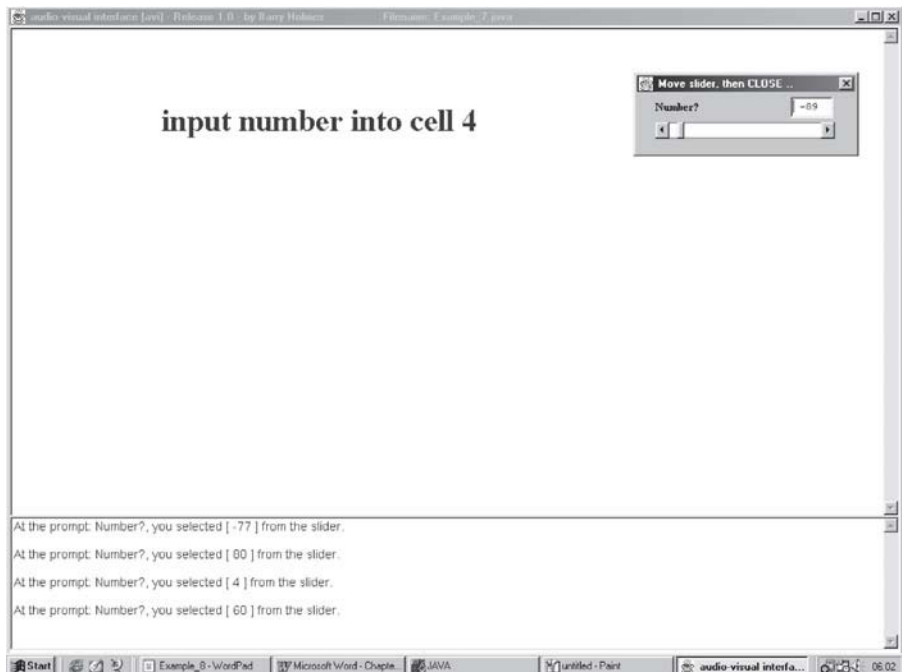 audio-visual interface [avi] - Release 1.0 - by Barry Holmes Filename: Example_7.java
Move slider, then CLOSE ..
Number? -89
input number into cell 4
At the prompt: Number?, you selected [ -77 ] from the slider.
At the prompt: Number?, you selected [ 80 ] from the slider.
At the prompt: Number?, you selected [ 4 ] from the slider.
At the prompt: Number?, you selected [ 60 ] from the slider.
Start Example_8 - WordPad Microsoft Word - Chapte... JAVA untitled - Paint audio-visual interfa... 06:02